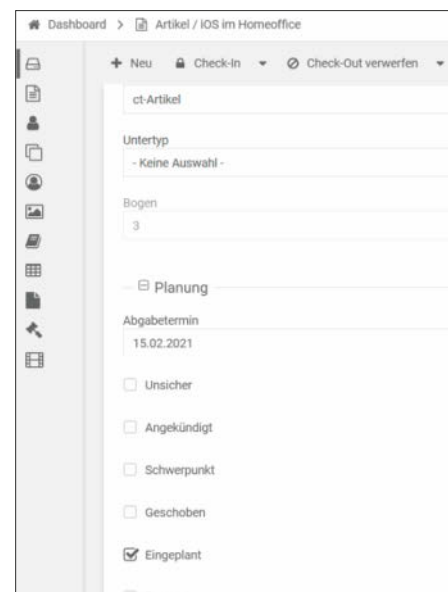 Dashboard > Artikel / iOS im Homeoffice
Neu Check-In Check-Out verwerfen
ct-Artikel
Untertyp
- Keine Auswahl -
Bogen
3
Planung
Abgabetermin
15.02.2021
Unsicher
Angekündigt
Schwerpunkt
Geschoben
Eingeplant